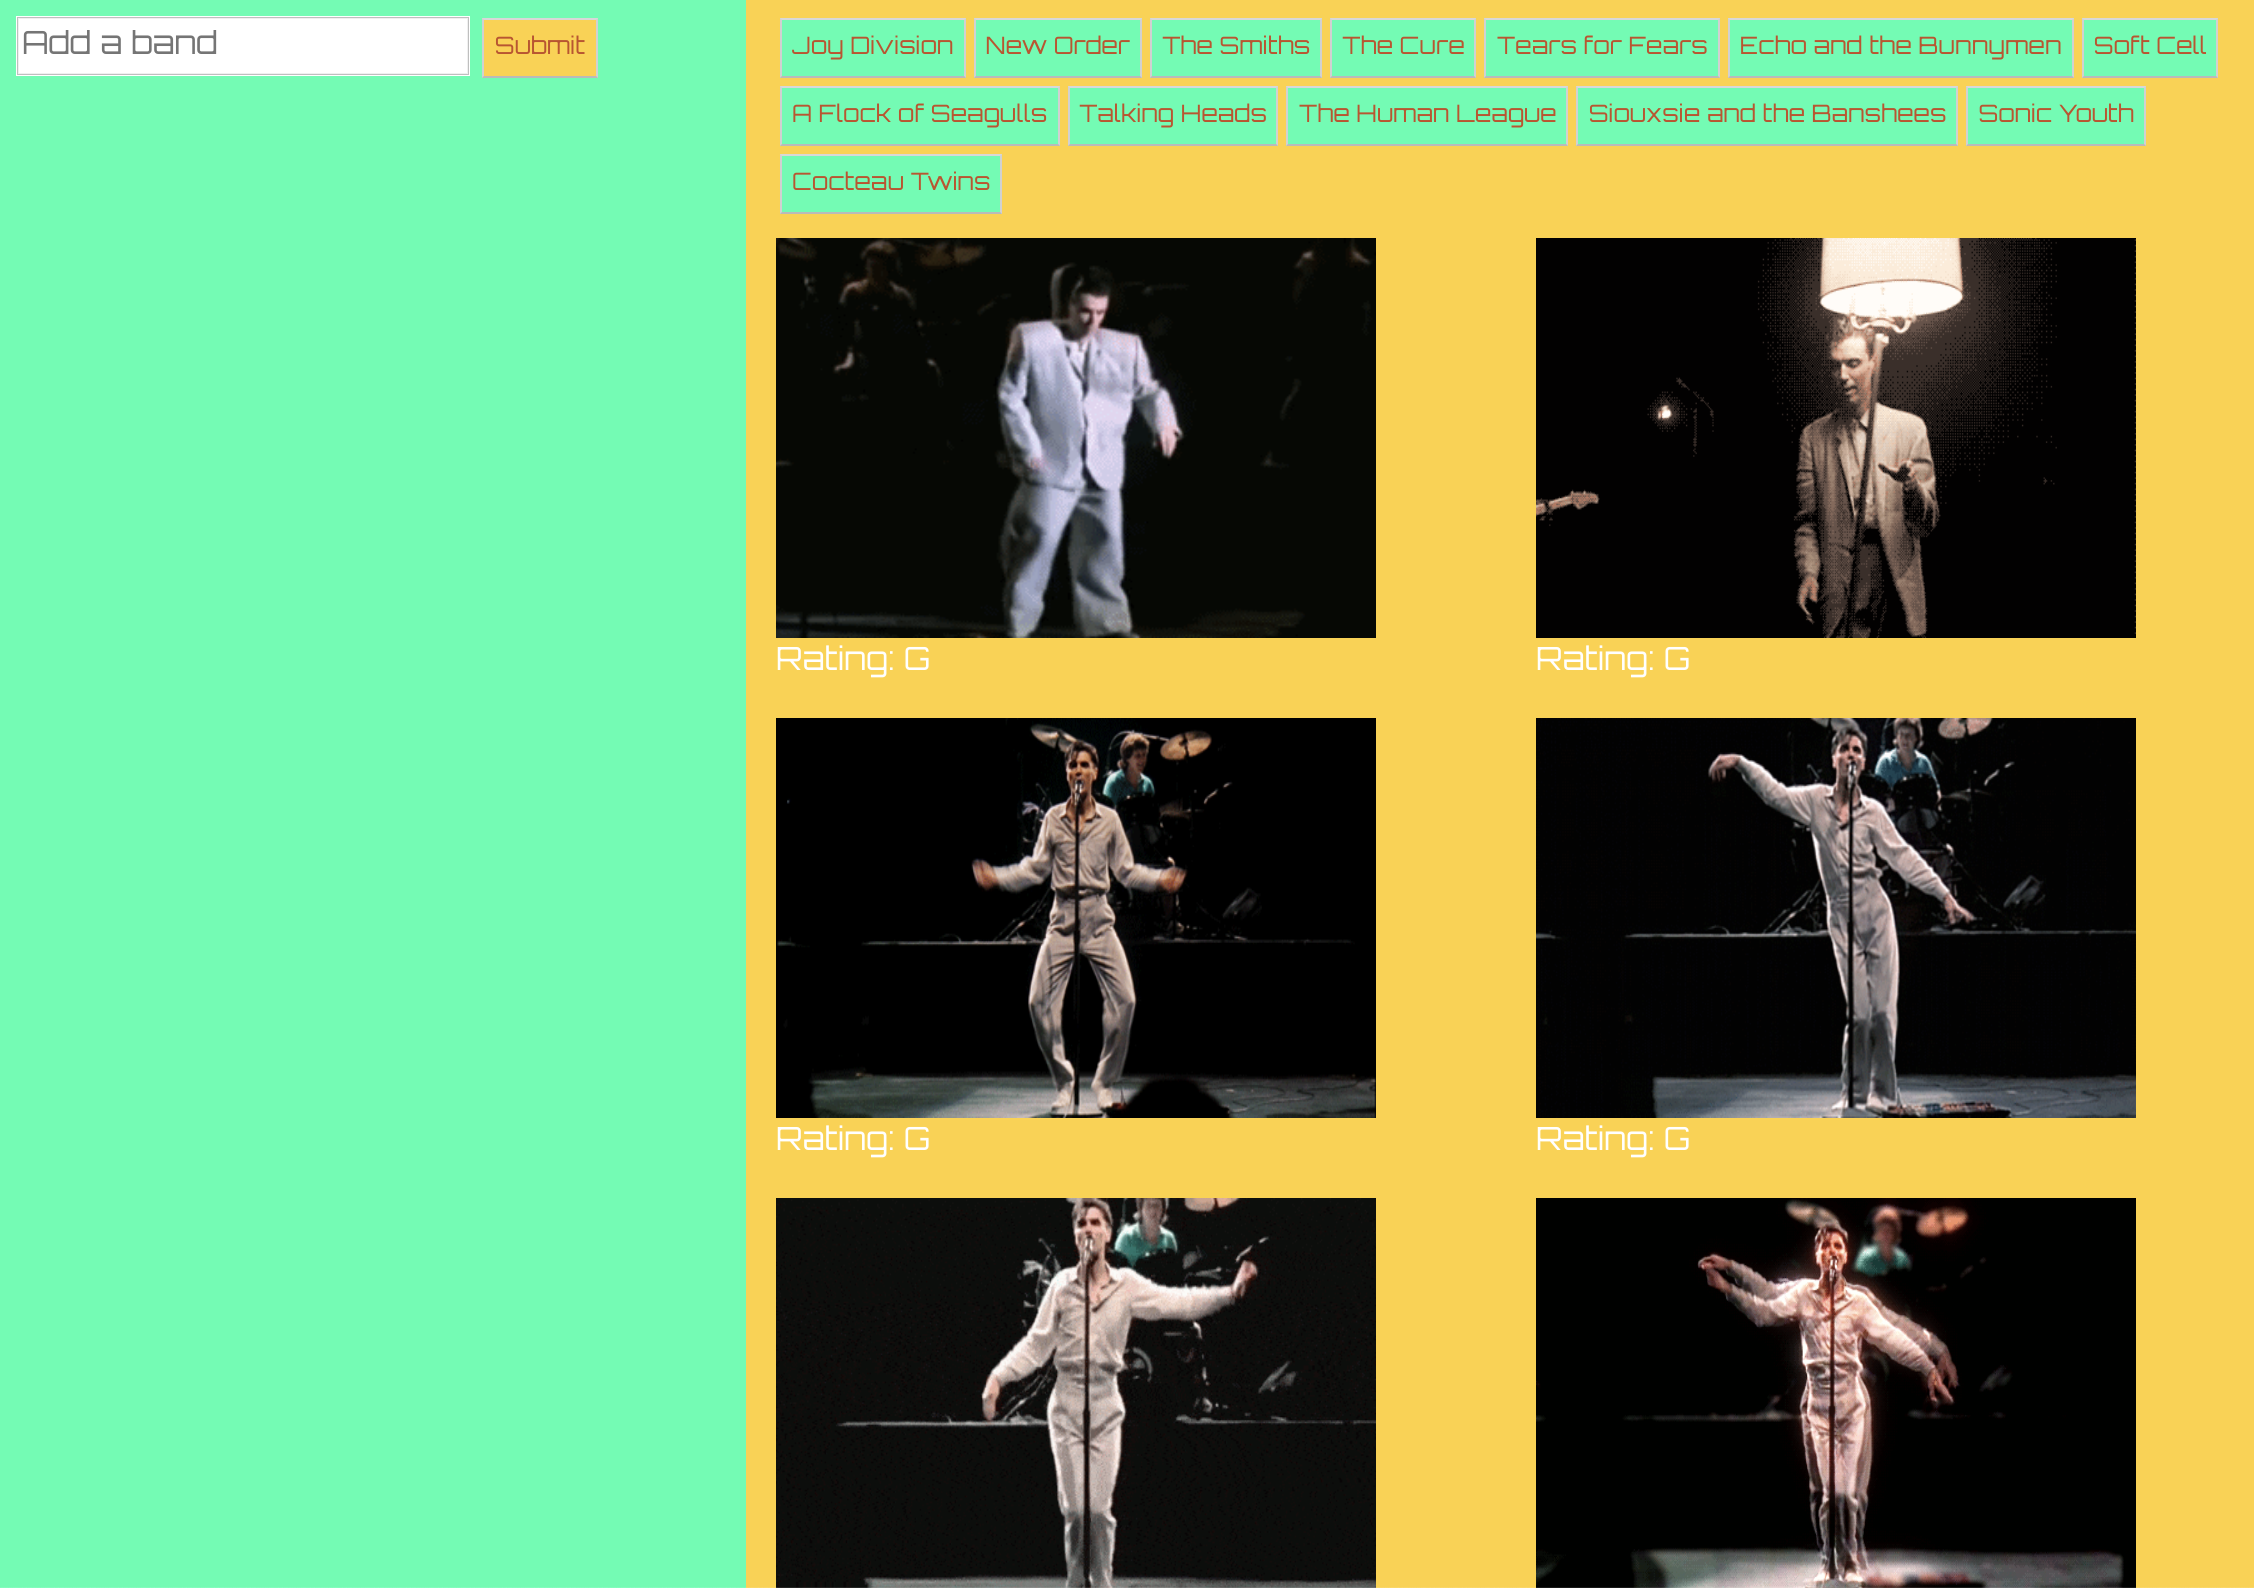 Add a band Submit
Joy Division New Order The Smiths The Cure Tears for Fears Echo and the Bunnymen Soft Cell
A Flock of Seagulls Talking Heads The Human League Siouxsie and the Banshees Sonic Youth
Cocteau Twins
Rating: G Rating: G
Rating: G Rating: G